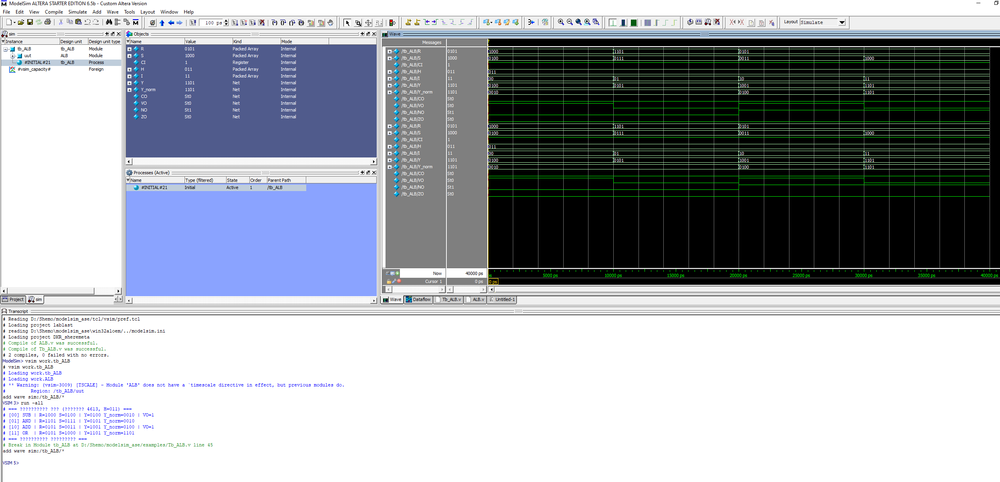 ModelSim ALTERA STARTER EDITION 6.5b - Custom Altera Version
File Edit View Compile Simulate Add Wave Tools Layout Window Help
100 ps
Layout Simulate
sim
Instance Design unit Design unit type
tb_ALB tb_ALB Module
uut ALB Module
#INITIAL#21 tb_ALB Process
#vsim_capacity# Foreign
Project sim
Objects
Name Value Kind Mode
R 0101 Packed Array Internal
S 1000 Packed Array Internal
CI 1 Register Internal
H 011 Packed Array Internal
I 11 Packed Array Internal
Y 1101 Net Internal
Y_norm 1101 Net Internal
CO St0 Net Internal
VO St0 Net Internal
NO St1 Net Internal
ZO St0 Net Internal
Processes (Active)
Name Type (filtered) State Order Parent Path
#INITIAL#21 Initial Active 1 /tb_ALB
Wave
Messages
/tb_ALB/R 0101 1000 1101 0101
/tb_ALB/S 1000 0100 0111 0011 1000
/tb_ALB/CI 1
/tb_ALB/H 011 011
/tb_ALB/I 11 00 01 10 11
/tb_ALB/Y 1101 0100 0101 1001 1101
/tb_ALB/Y_norm 1101 0010 0100 1101
/tb_ALB/CO St0
/tb_ALB/VO St0
/tb_ALB/NO St1
/tb_ALB/ZO St0
/tb_ALB/R 0101 1000 1101 0101
/tb_ALB/S 1000 0100 0111 0011 1000
/tb_ALB/CI 1
/tb_ALB/H 011 011
/tb_ALB/I 11 00 01 10 11
/tb_ALB/Y 1101 0100 0101 1001 1101
/tb_ALB/Y_norm 1101 0010 0100 1101
/tb_ALB/CO St0
/tb_ALB/VO St0
/tb_ALB/NO St1
/tb_ALB/ZO St0
Now 40000 ps ps 5000 ps 10000 ps 15000 ps 20000 ps 25000 ps 30000 ps 35000 ps 40000 ps
Cursor 1 0 ps 0 ps
Wave Dataflow Tb_ALB.v ALB.v Untitled-1
Transcript
# Reading D:/Shemo/modelsim_ase/tcl/vsim/pref.tcl
# Loading project lablast
# reading D:\Shemo\modelsim_ase\win32aloem/../modelsim.ini
# Loading project DKR_sheremeta
# Compile of ALB.v was successful.
# Compile of Tb_ALB.v was successful.
# 2 compiles, 0 failed with no errors.
ModelSim> vsim work.tb_ALB
# vsim work.tb_ALB
# Loading work.tb_ALB
# Loading work.ALB
# ** Warning: (vsim-3009) [TSCALE] - Module 'ALB' does not have a `timescale directive in effect, but previous modules do.
# Region: /tb_ALB/uut
add wave sim:/tb_ALB/*
VSIM 3> run -all
# === ?????????? ??? (??????? 4613, H=011) ===
# [00] SUB | R=1000 S=0100 | Y=0100 Y_norm=0010 | VO=1
# [01] AND | R=1101 S=0111 | Y=0101 Y_norm=0010
# [10] ADD | R=0101 S=0011 | Y=1001 Y_norm=0100 | VO=1
# [11] OR | R=0101 S=1000 | Y=1101 Y_norm=1101
# === ?????????? ????????? ===
# Break in Module tb_ALB at D:/Shemo/modelsim_ase/examples/Tb_ALB.v line 45
add wave sim:/tb_ALB/*
VSIM 5>